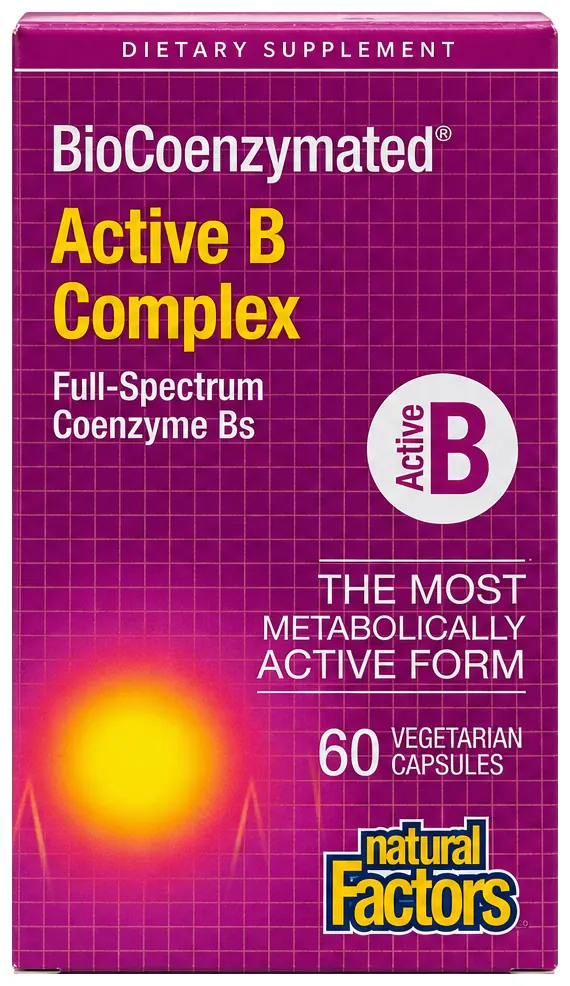 DIETARY SUPPLEMENT
BioCoenzymated®
Active B
Complex
Full-Spectrum
Coenzyme Bs
Active B
THE MOST
METABOLICALLY
ACTIVE FORM
60 VEGETARIAN
CAPSULES
natural
Factors